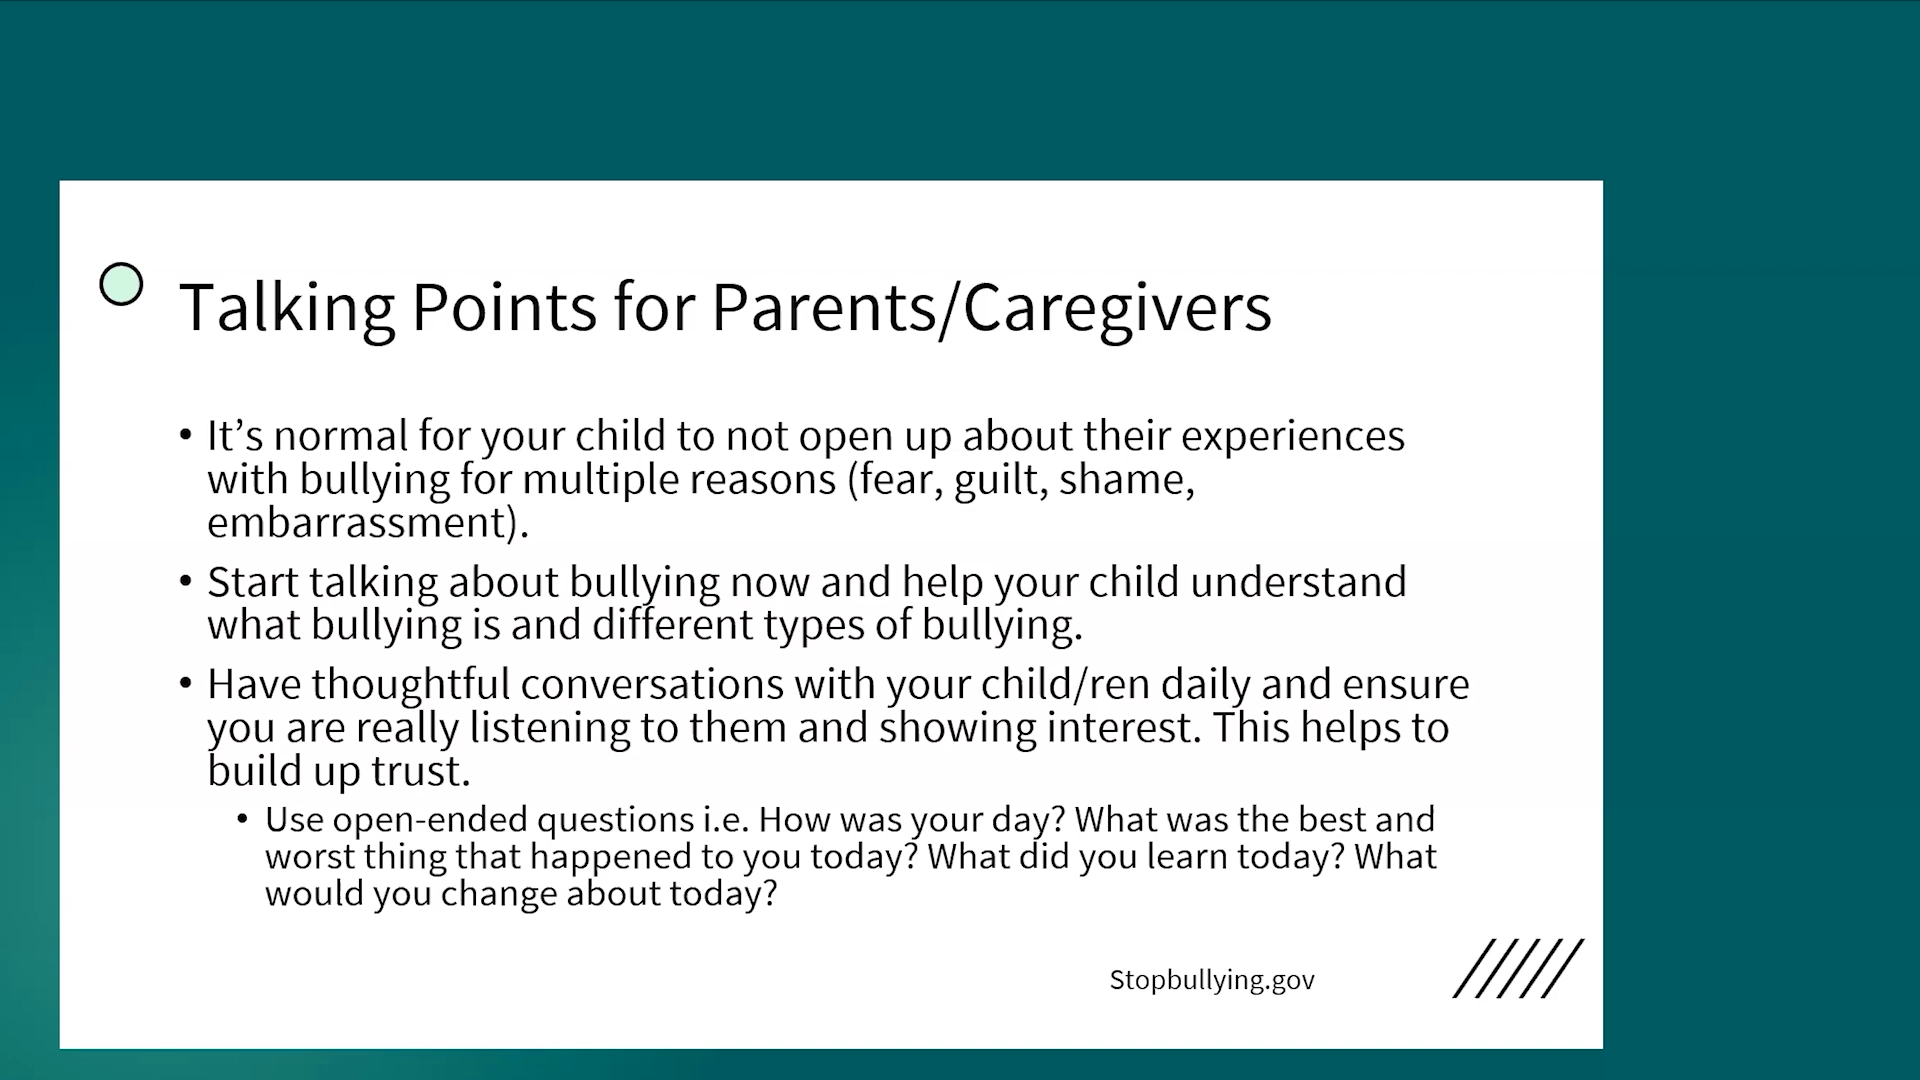 Talking Points for Parents/Caregivers
• It’s normal for your child to not open up about their experiences
with bullying for multiple reasons (fear, guilt, shame,
embarrassment).
• Start talking about bullying now and help your child understand
what bullying is and different types of bullying.
• Have thoughtful conversations with your child/ren daily and ensure
you are really listening to them and showing interest. This helps to
build up trust.
• Use open-ended questions i.e. How was your day? What was the best and
worst thing that happened to you today? What did you learn today? What
would you change about today?
Stopbullying.gov